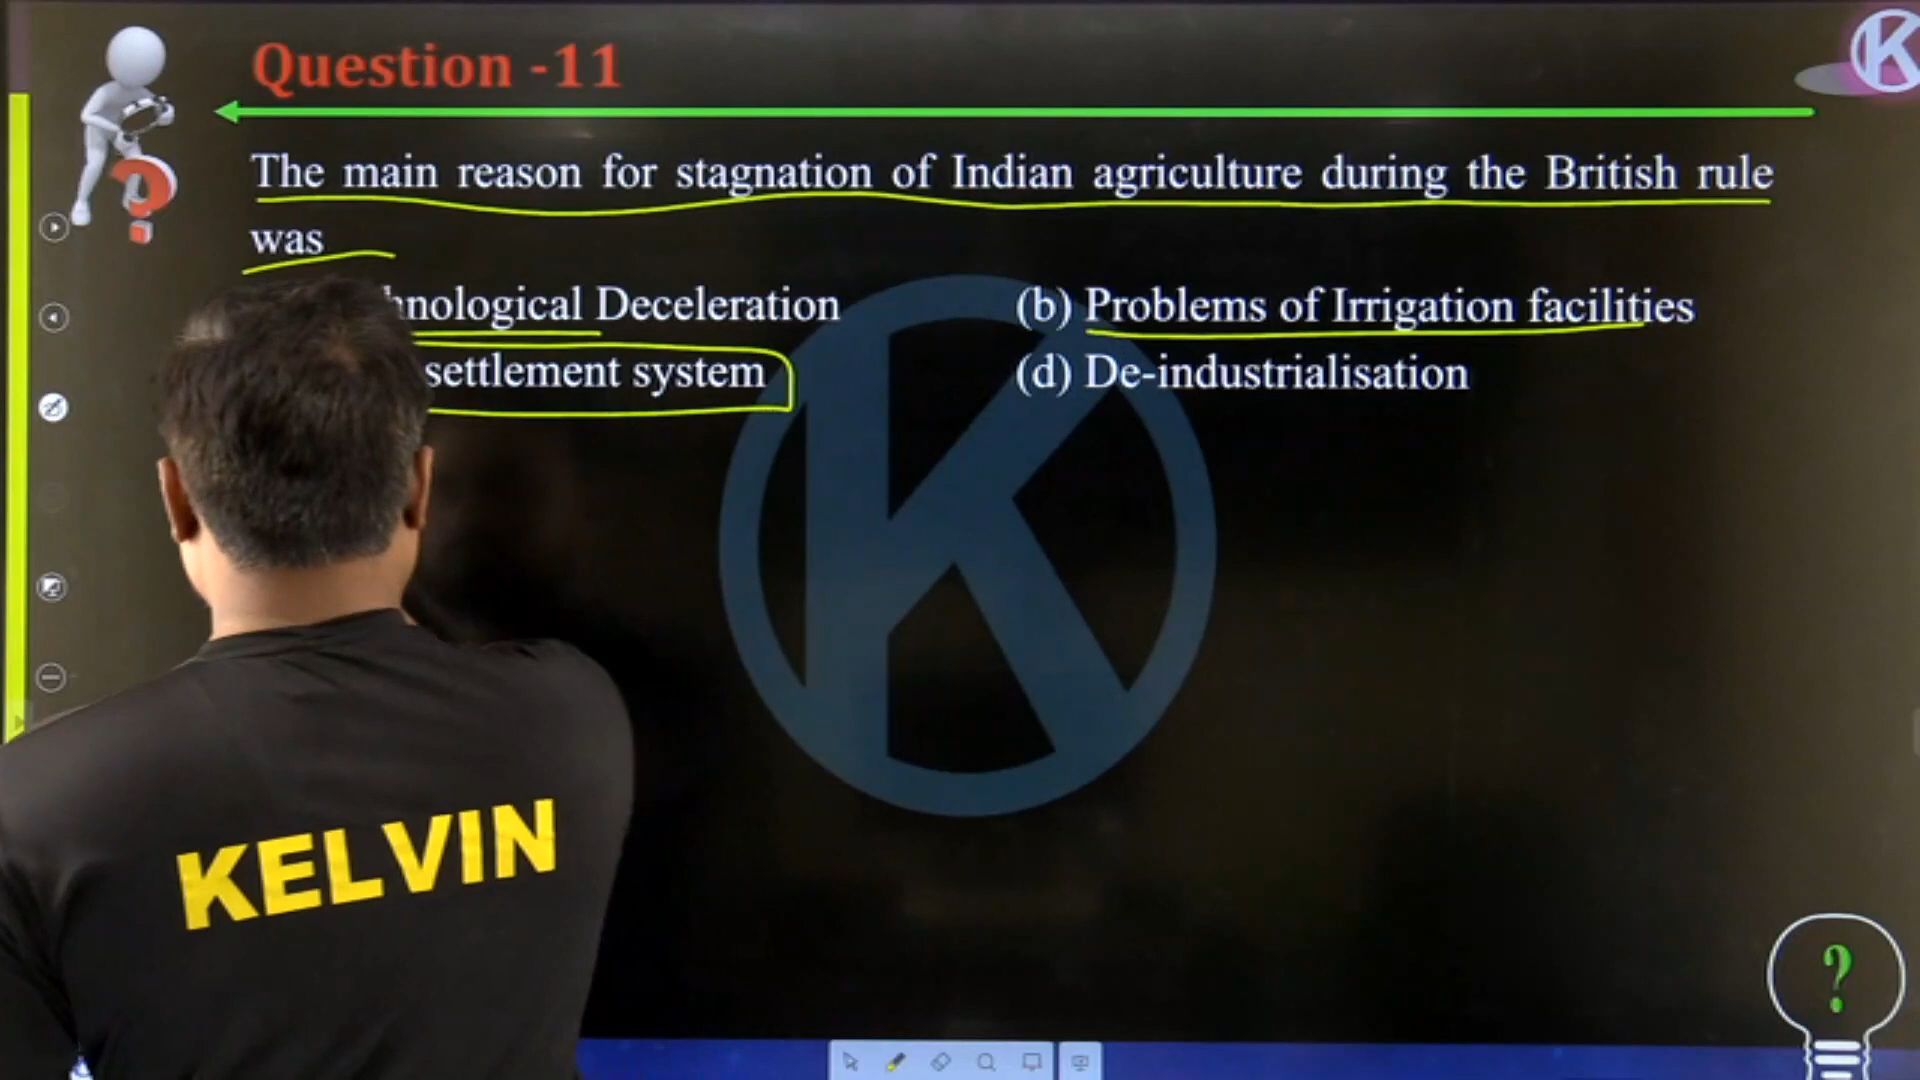 Question -11
The main reason for stagnation of Indian agriculture during the British rule
was
Deceleration
(b) Problems of Irrigation facilities
settlement system
(d) De-industrialisation
KELVIN